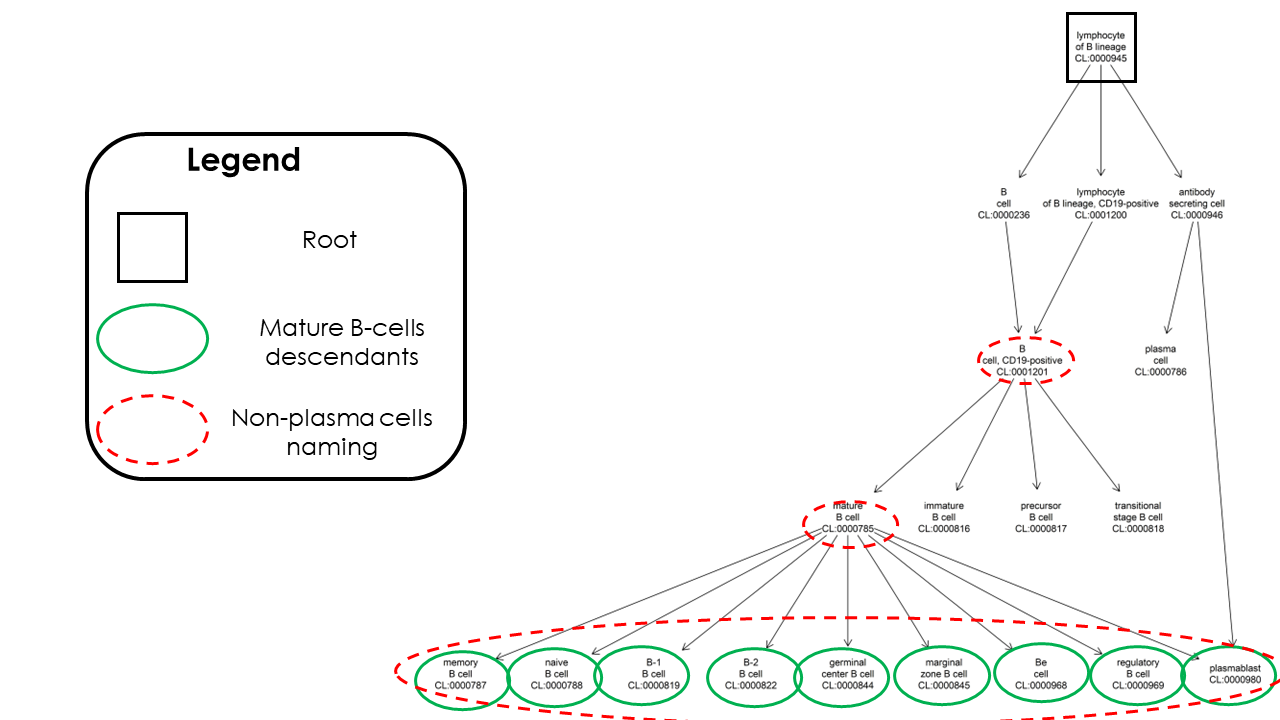 lymphocyte
of B lineage
CL:0000945
Legend
Root
Mature B-cells
descendants
Non-plasma cells
naming
B
cell
CL:0000236
lymphocyte
of B lineage, CD19-positive
CL:0001200
antibody
secreting cell
CL:0000946
B
cell, CD19-positive
CL:0001201
plasma
cell
CL:0000786
mature
B cell
CL:0000785
immature
B cell
CL:0000816
precursor
B cell
CL:0000817
transitional
stage B cell
CL:0000818
memory
B cell
CL:0000787
naive
B cell
CL:0000788
B-1
B cell
CL:0000819
B-2
B cell
CL:0000822
germinal
center B cell
CL:0000844
marginal
zone B cell
CL:0000845
Be
cell
CL:0000968
regulatory
B cell
CL:0000969
plasmablast
CL:0000980